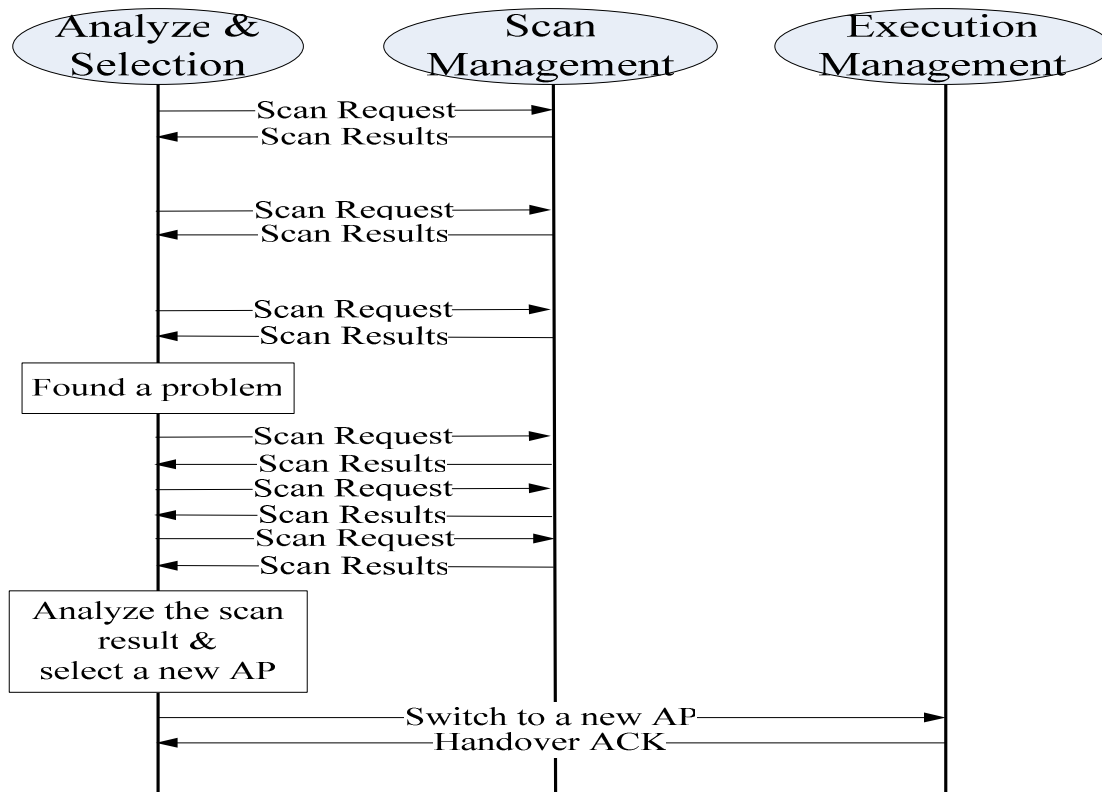 Analyze &
Selection
Scan
Management
Execution
Management
Scan Request
Scan Results
Scan Request
Scan Results
Scan Request
Scan Results
Found a problem
Scan Request
Scan Results
Scan Request
Scan Results
Scan Request
Scan Results
Analyze the scan
result &
select a new AP
Switch to a new AP
Handover ACK